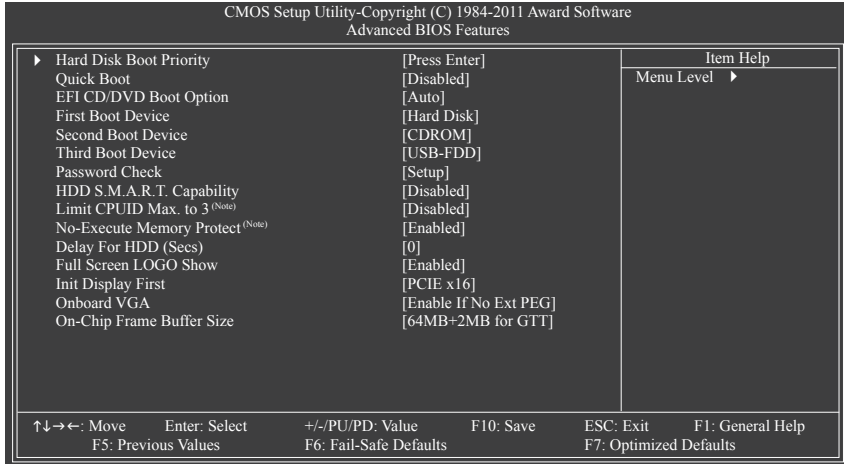 CMOS Setup Utility-Copyright (C) 1984-2011 Award Software
Advanced BIOS Features
▶ Hard Disk Boot Priority [Press Enter]
Quick Boot [Disabled]
EFI CD/DVD Boot Option [Auto]
First Boot Device [Hard Disk]
Second Boot Device [CDROM]
Third Boot Device [USB-FDD]
Password Check [Setup]
HDD S.M.A.R.T. Capability [Disabled]
Limit CPUID Max. to 3 (Note) [Disabled]
No-Execute Memory Protect (Note) [Enabled]
Delay For HDD (Secs) [0]
Full Screen LOGO Show [Enabled]
Init Display First [PCIE x16]
Onboard VGA [Enable If No Ext PEG]
On-Chip Frame Buffer Size [64MB+2MB for GTT]
Item Help
Menu Level ▶
↑↓→←: Move Enter: Select +/-/PU/PD: Value F10: Save ESC: Exit F1: General Help
F5: Previous Values F6: Fail-Safe Defaults F7: Optimized Defaults